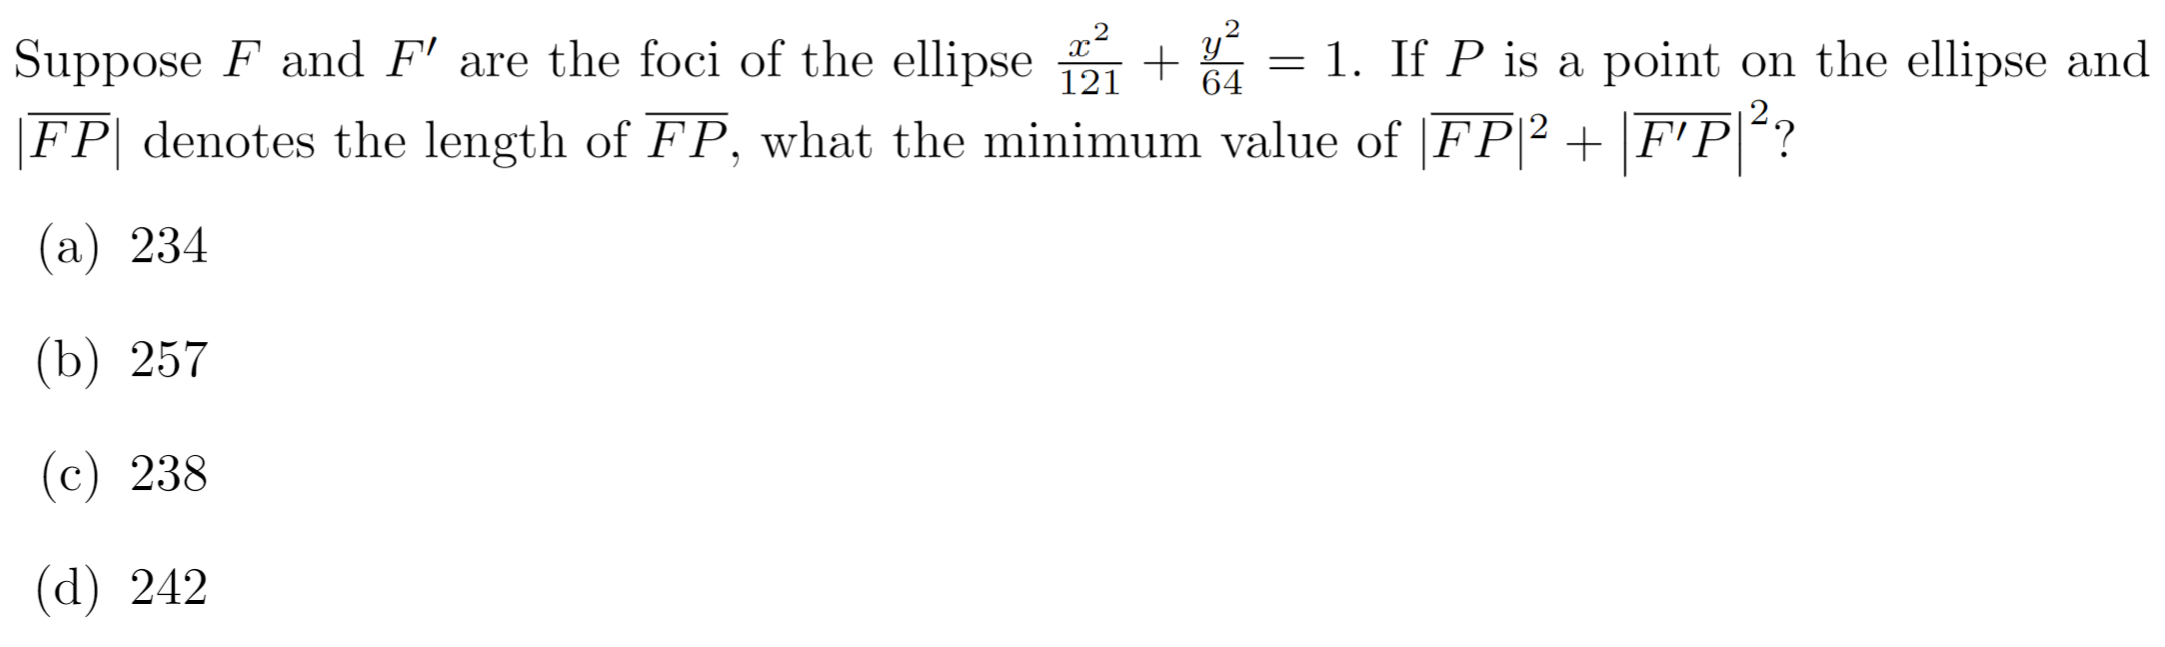 Suppose $F$ and $F'$ are the foci of the ellipse $\frac{x^2}{121} + \frac{y^2}{64} = 1$. If $P$ is a point on the ellipse and
$|\overline{FP}|$ denotes the length of $\overline{FP}$, what the minimum value of $|\overline{FP}|^2 + \left|\overline{F'P}\right|^2$?
(a) 234
(b) 257
(c) 238
(d) 242